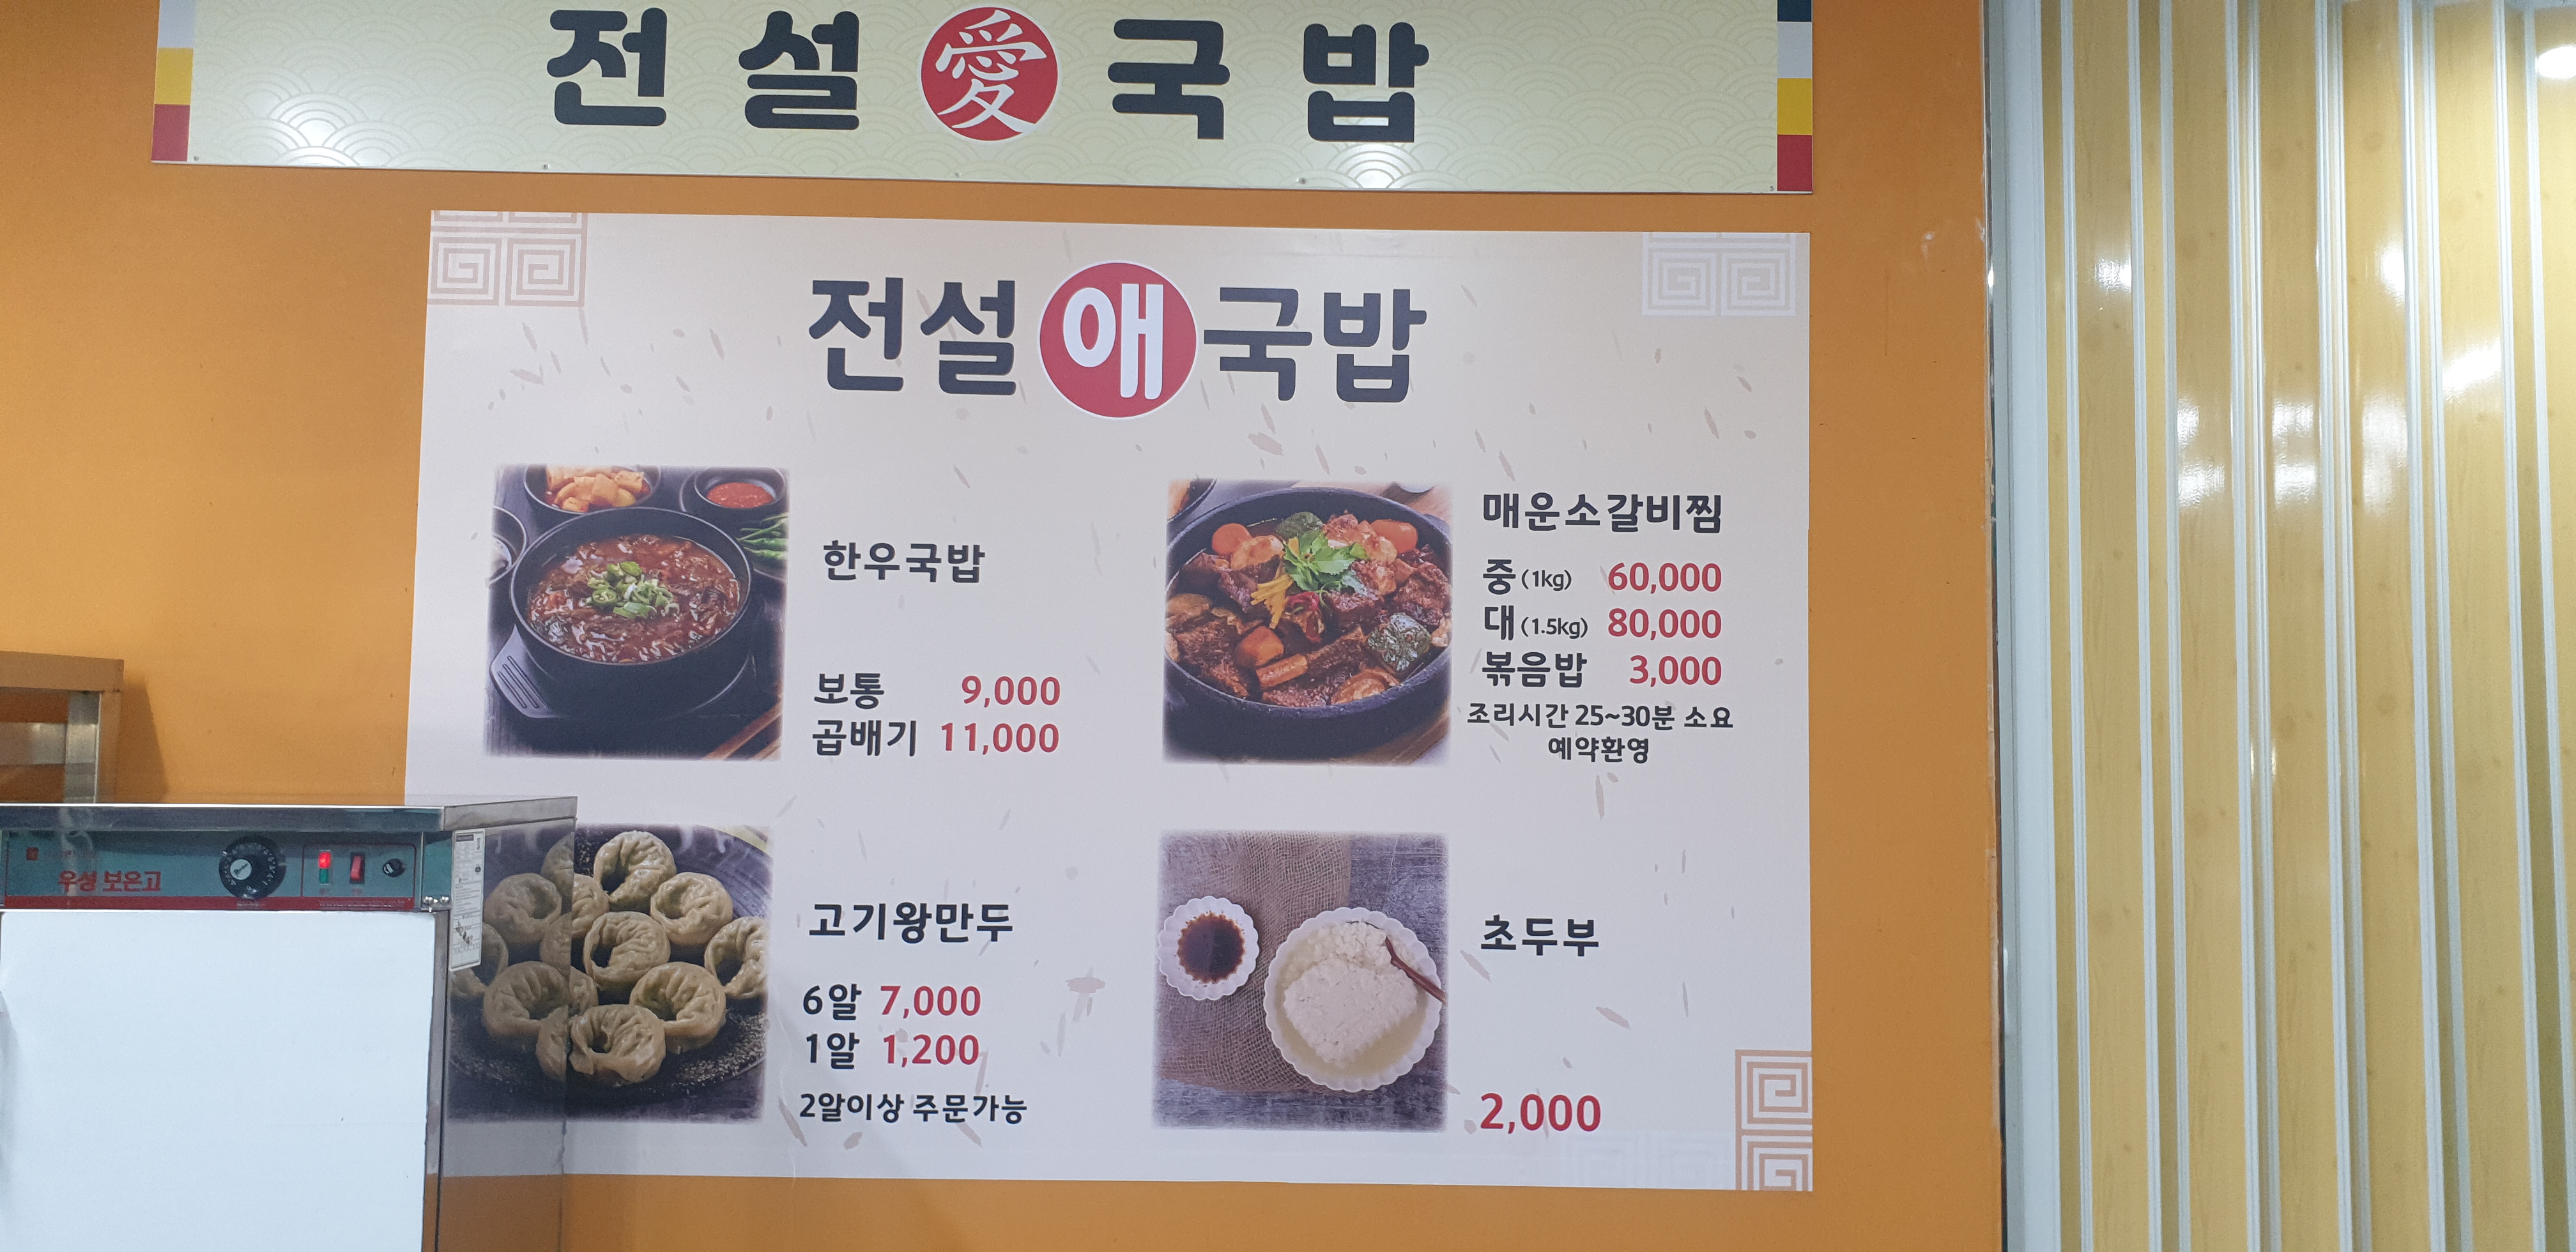 전설愛국밥
전설애국밥
한우국밥
보통 9,000
곱배기 11,000
매운소갈비찜
중(1kg) 60,000
대(1.5kg) 80,000
볶음밥 3,000
조리시간 25~30분 소요
예약환영
고기왕만두
6알 7,000
1알 1,200
2알이상 주문가능
초두부
2,000
우성 보온고